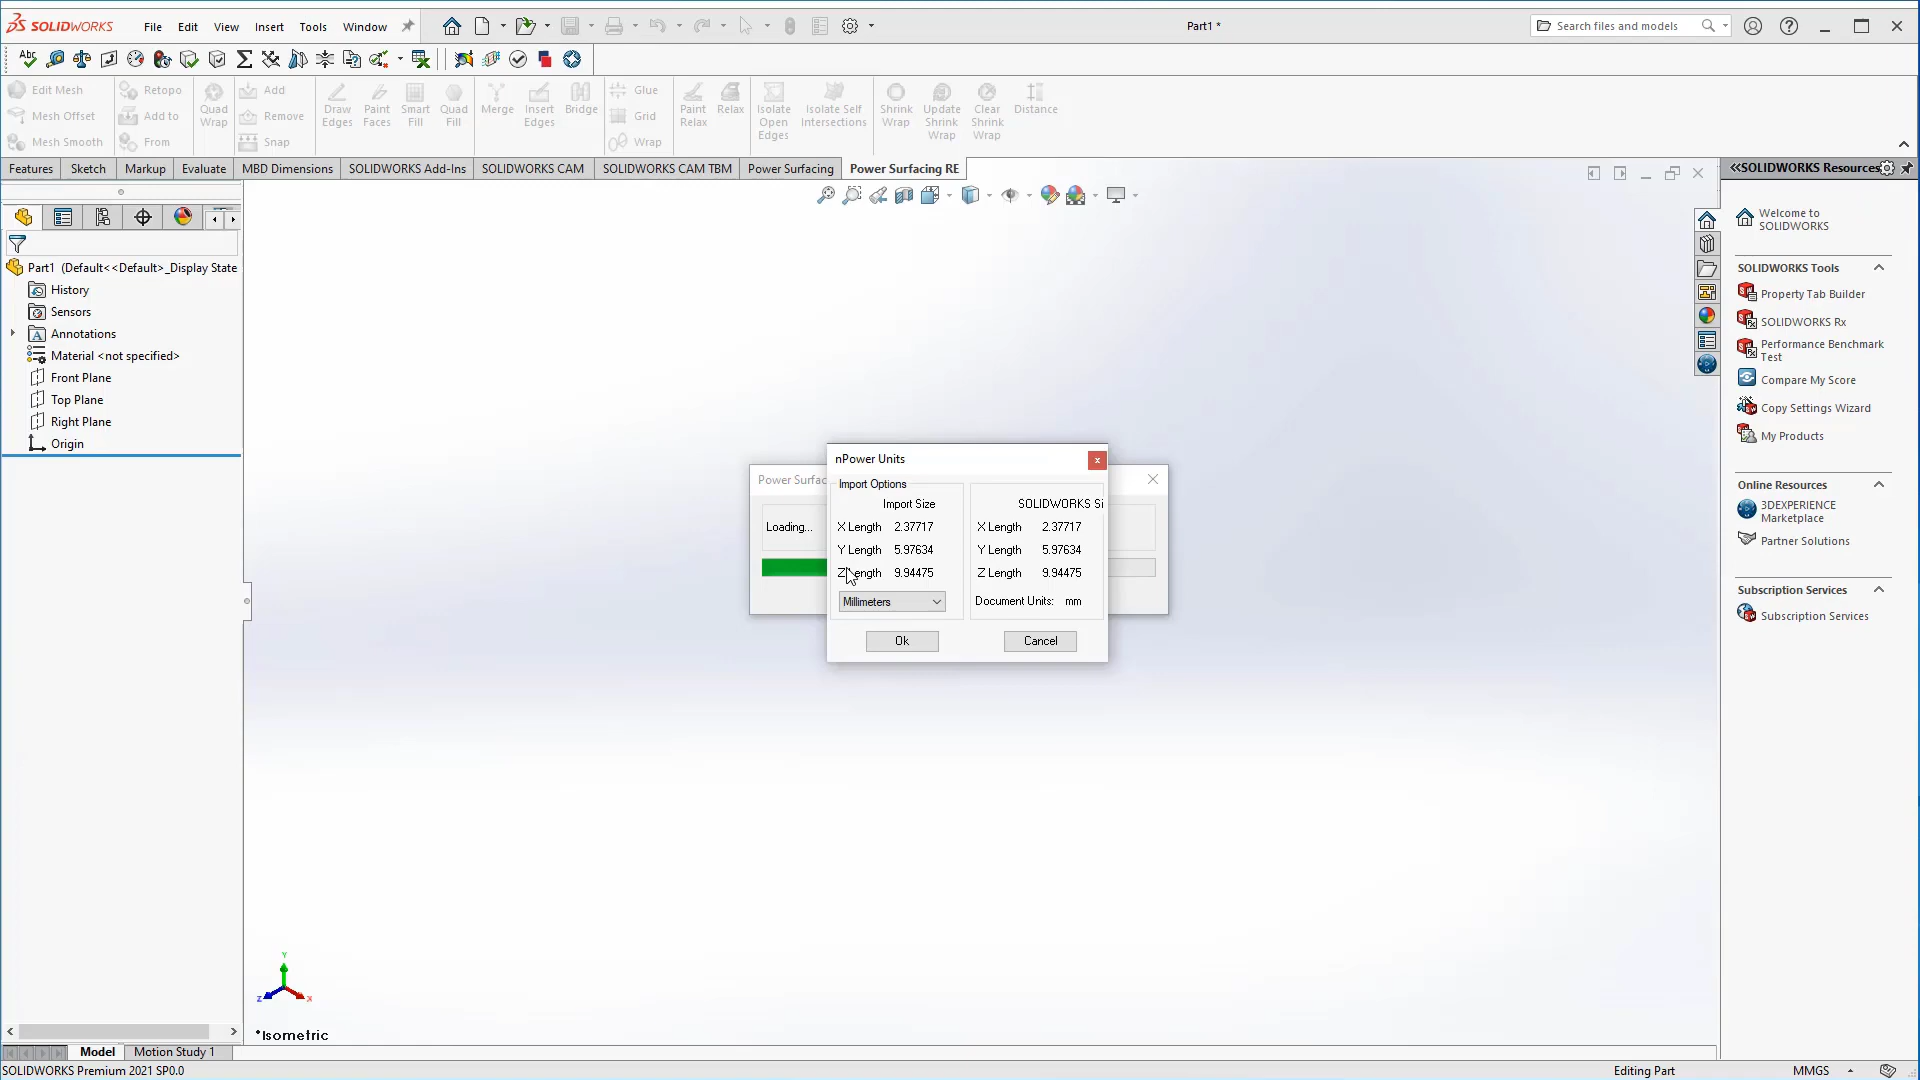 SOLIDWORKS File Edit View Insert Tools Window Part1 * Search files and models
Abc
Edit Mesh Retopo Add Glue
Mesh Offset Add to Remove Grid
Mesh Smooth From Snap Wrap
Quad Wrap
Draw Edges
Paint Faces
Smart Fill
Quad Fill
Merge
Insert Edges
Bridge
Paint Relax
Relax
Isolate Open Edges
Isolate Self Intersections
Shrink Wrap
Update Shrink Wrap
Clear Shrink Wrap
Distance
Features Sketch Markup Evaluate MBD Dimensions SOLIDWORKS Add-Ins SOLIDWORKS CAM SOLIDWORKS CAM TBM Power Surfacing Power Surfacing RE
Part1 (Default<<Default>_Display State
History
Sensors
Annotations
Material <not specified>
Front Plane
Top Plane
Right Plane
Origin
Power Surfac
Loading...
nPower Units
Import Options
Import Size SOLIDWORKS Si
X Length 2.37717 X Length 2.37717
Y Length 5.97634 Y Length 5.97634
Z Length 9.94475 Z Length 9.94475
Millimeters Document Units: mm
Ok Cancel
<<SOLIDWORKS Resources
Welcome to
SOLIDWORKS
SOLIDWORKS Tools
Property Tab Builder
SOLIDWORKS Rx
Performance Benchmark
Test
Compare My Score
Copy Settings Wizard
My Products
Online Resources
3DEXPERIENCE
Marketplace
Partner Solutions
Subscription Services
Subscription Services
Y
Z X
*Isometric
Model Motion Study 1
SOLIDWORKS Premium 2021 SP0.0 Editing Part MMGS